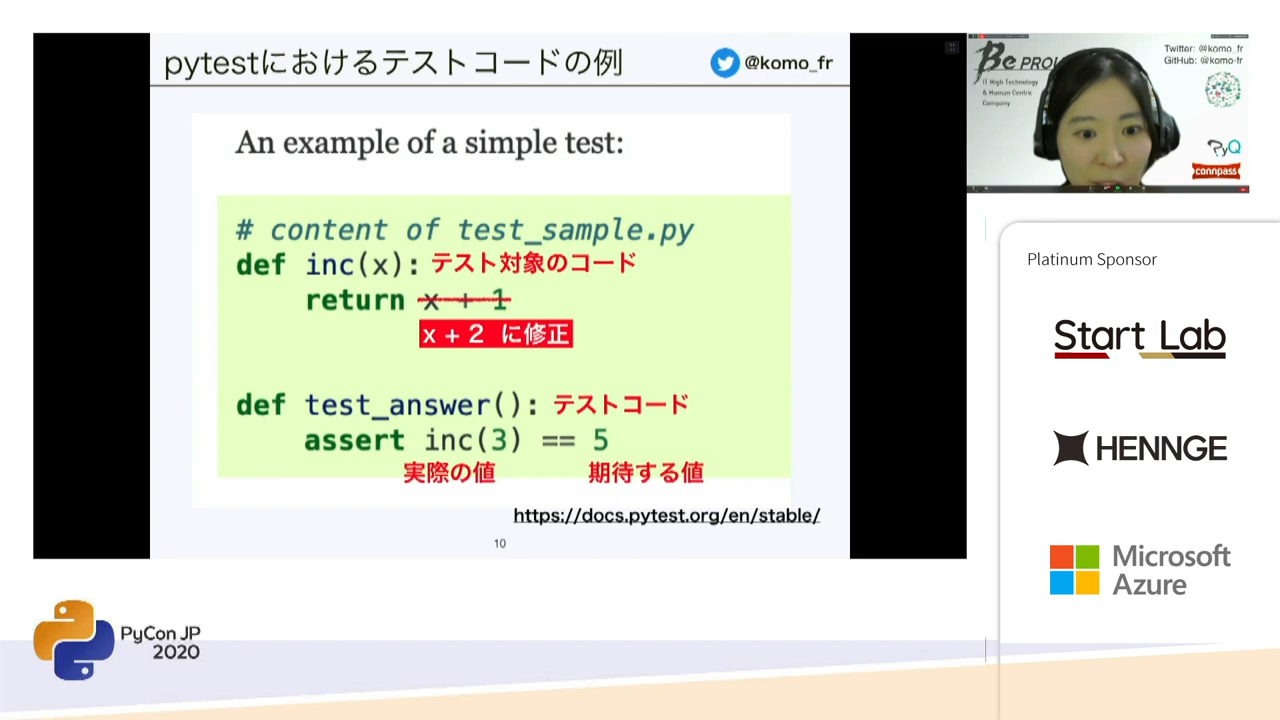 pytestにおけるテストコードの例
@komo_fr
An example of a simple test:
# content of test_sample.py
def inc(x): テスト対象のコード
return x + 1
x + 2 に修正
def test_answer(): テストコード
assert inc(3) == 5
実際の値 期待する値
https://docs.pytest.org/en/stable/
10
Be PROU
IT High Technology
& Human Centric
Company
Twitter: @komo_fr
GitHub: @komo-fr
PyQ
connpass
Platinum Sponsor
Start Lab
HENNGE
Microsoft
Azure
PyCon JP
2020